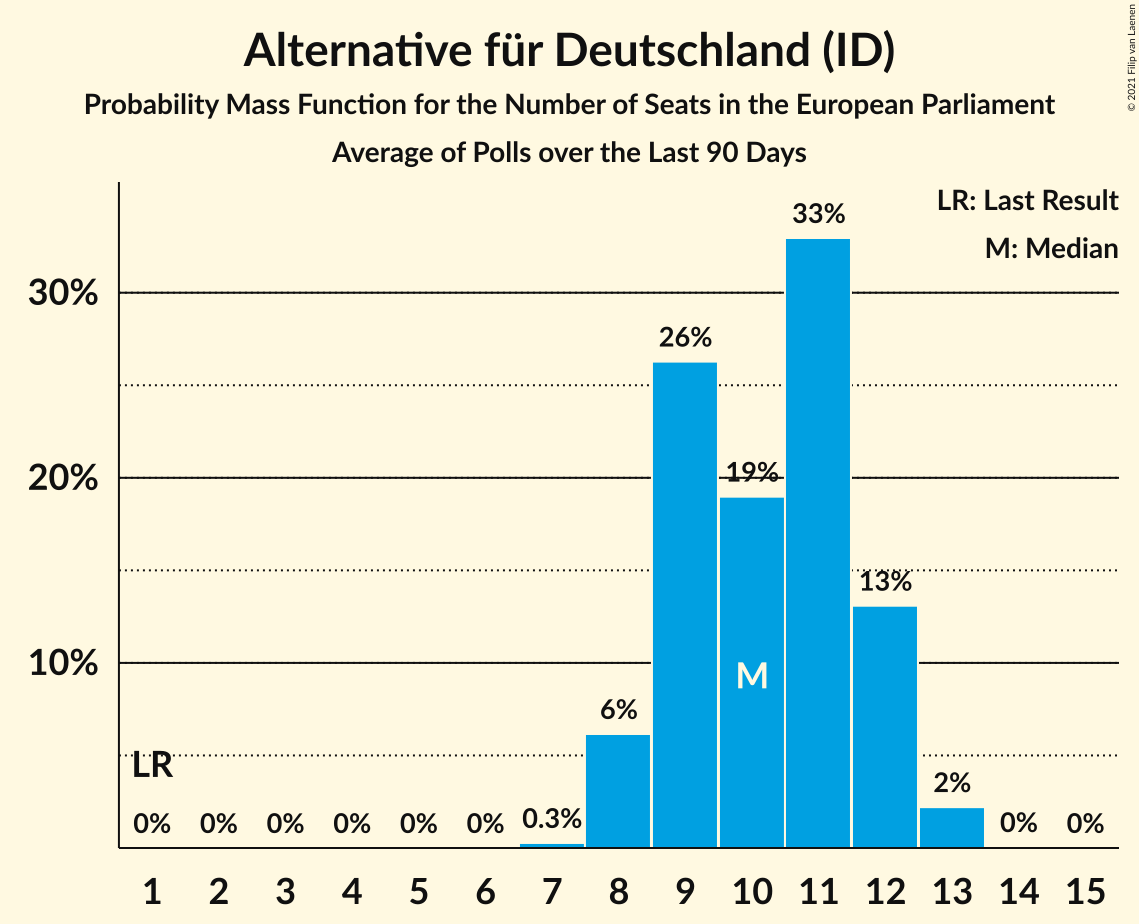 Alternative für Deutschland (ID)
Probability Mass Function for the Number of Seats in the European Parliament
Average of Polls over the Last 90 Days
© 2021 Filip van Laenen
LR: Last Result
M: Median
33%
30%
26%
20%
19%
13%
10%
M
6%
LR
2%
0% 0% 0% 0% 0% 0% 0.3% 0% 0%
1 2 3 4 5 6 7 8 9 10 11 12 13 14 15